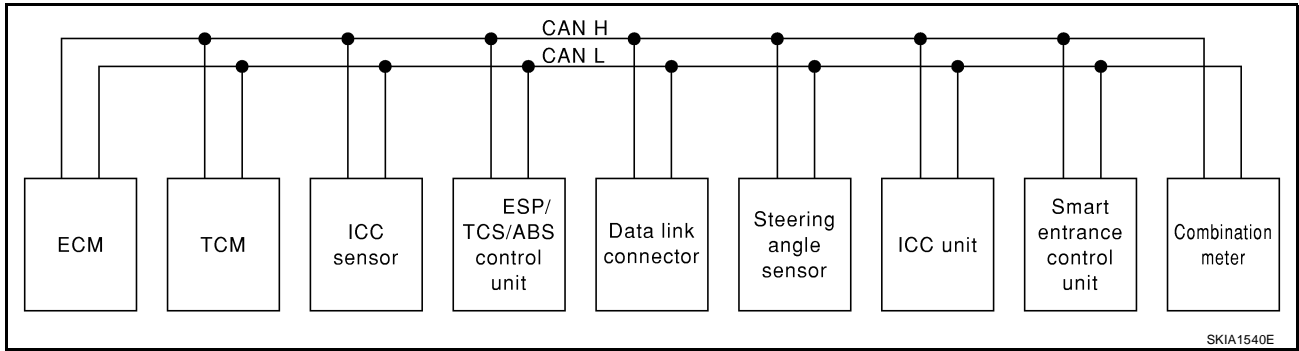 CAN H
CAN L
ECM
TCM
ICC
sensor
ESP/
TCS/ABS
control
unit
Data link
connector
Steering
angle
sensor
ICC unit
Smart
entrance
control
unit
Combination
meter
SKIA1540E